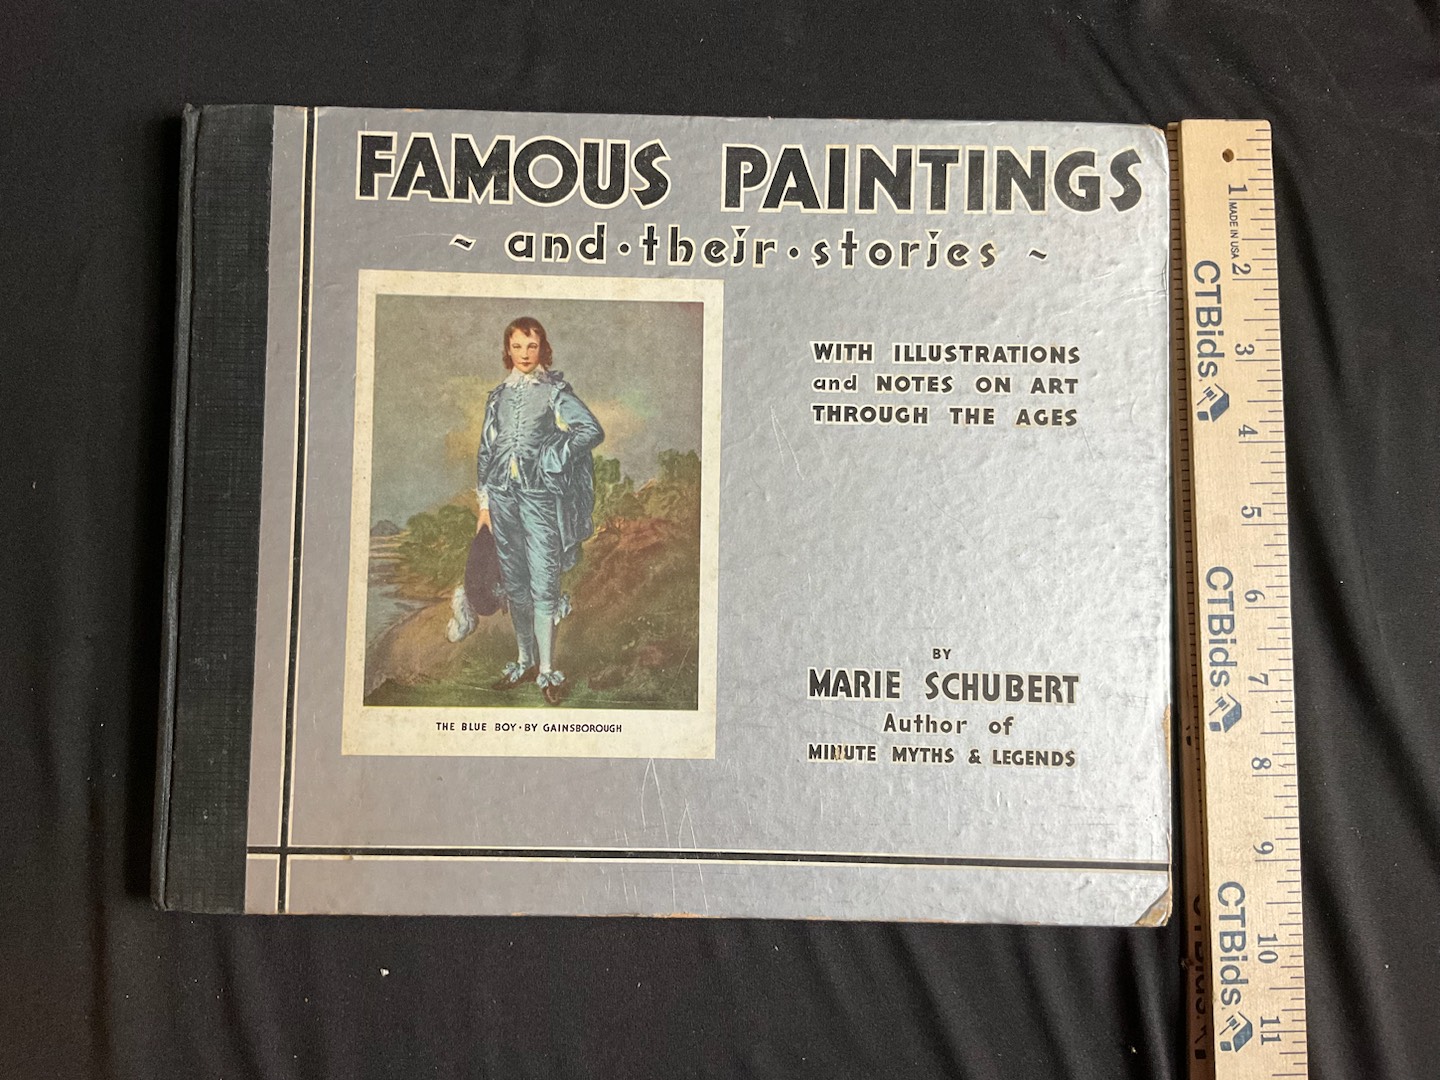 FAMOUS PAINTINGS
~ and·their·stories ~
WITH ILLUSTRATIONS
and NOTES ON ART
THROUGH THE AGES
THE BLUE BOY·BY GAINSBOROUGH
BY
MARIE SCHUBERT
Author of
MINUTE MYTHS & LEGENDS
1
MADE IN USA
2
CTBids.
3
4
5
6
CTBids.
7
8
9
10
CTBids.
11